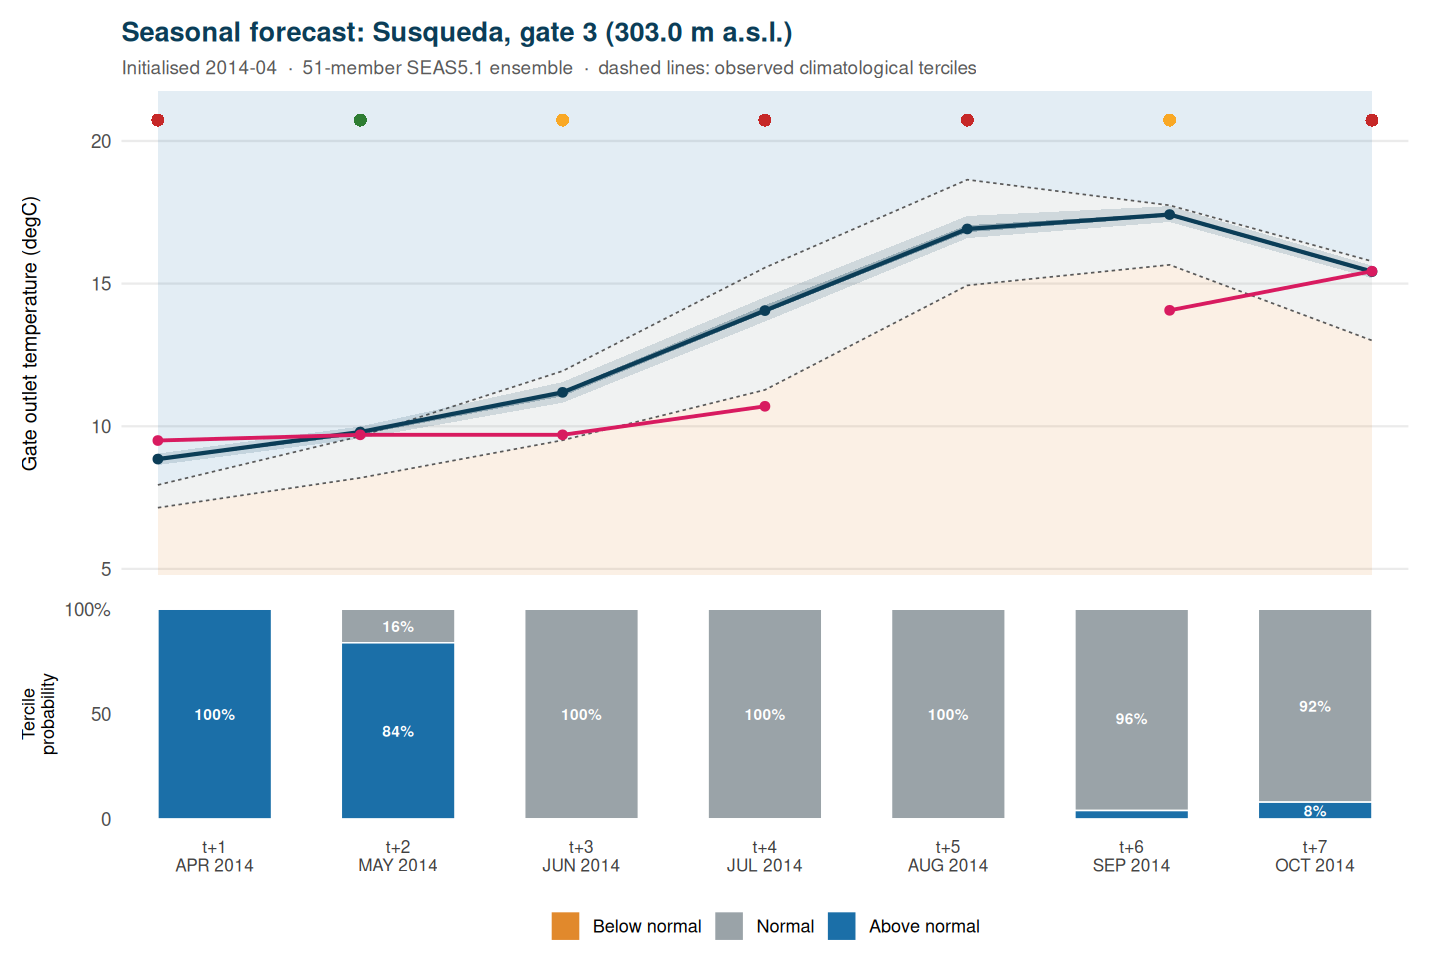 Seasonal forecast: Susqueda, gate 3 (303.0 m a.s.l.)
Initialised 2014-04 · 51-member SEAS5.1 ensemble · dashed lines: observed climatological terciles
Gate outlet temperature (degC)
20
15
10
5
Tercile
probability
100%
50
0
100%
16%
84%
100%
100%
100%
96%
92%
8%
t+1
APR 2014
t+2
MAY 2014
t+3
JUN 2014
t+4
JUL 2014
t+5
AUG 2014
t+6
SEP 2014
t+7
OCT 2014
Below normal
Normal
Above normal